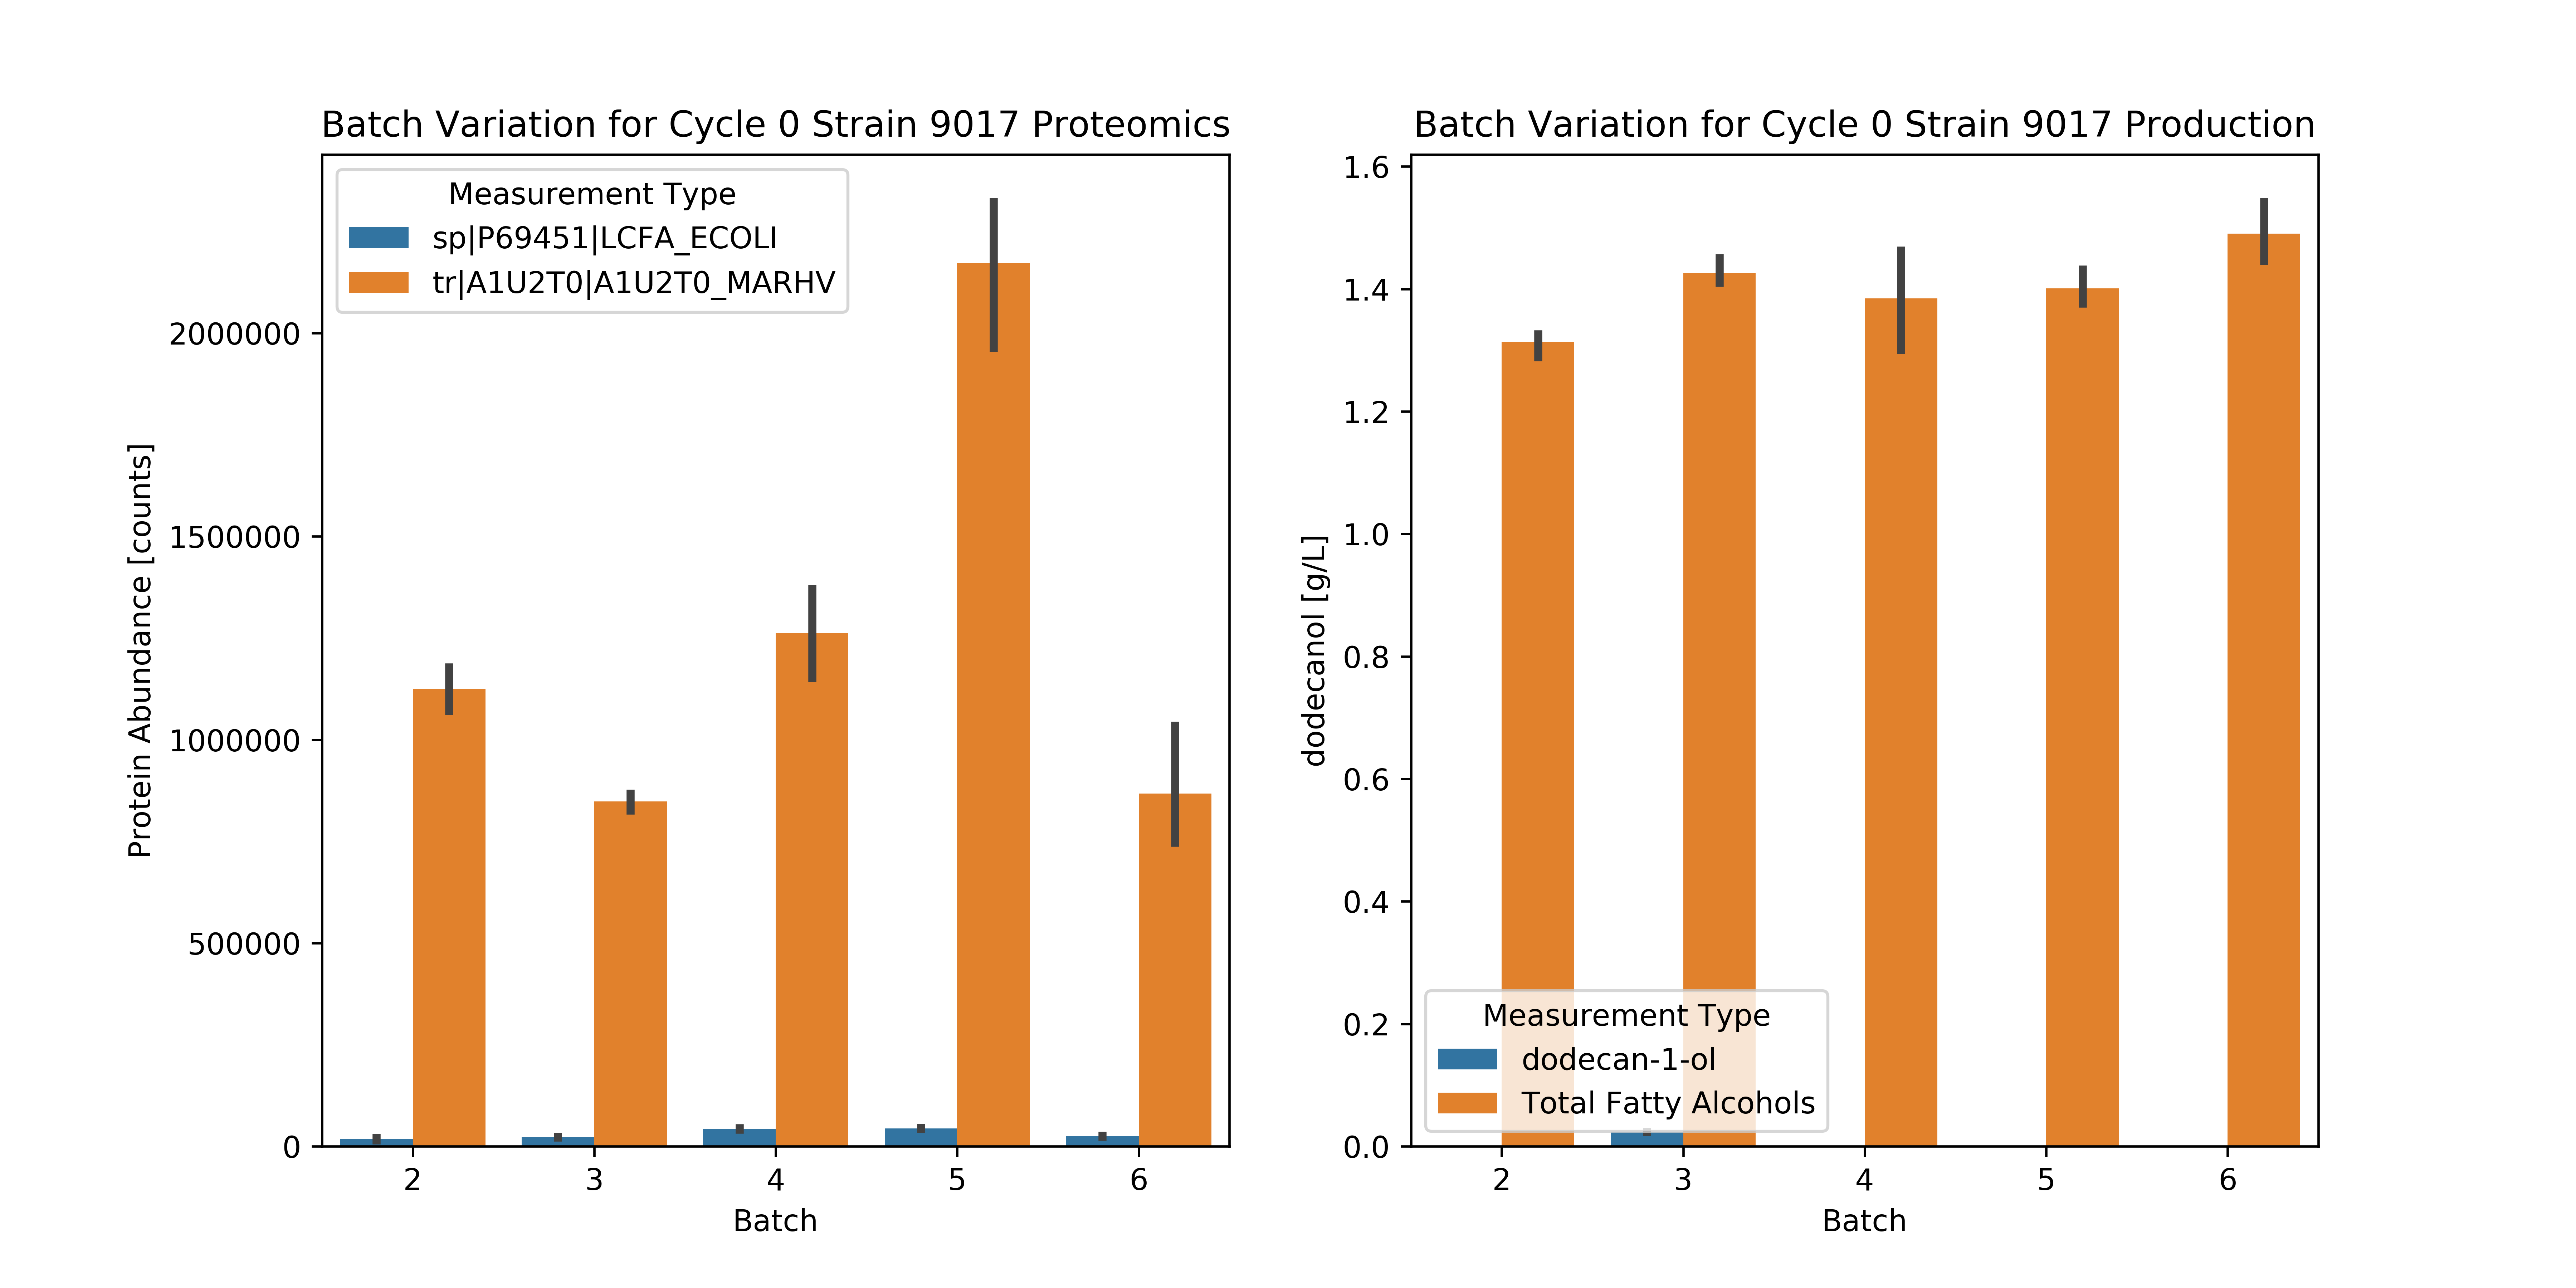 Batch Variation for Cycle 0 Strain 9017 Proteomics
Measurement Type
sp|P69451|LCFA_ECOLI
tr|A1U2T0|A1U2T0_MARHV
Protein Abundance [counts]
2000000
1500000
1000000
500000
0
2 3 4 5 6
Batch
Batch Variation for Cycle 0 Strain 9017 Production
dodecanol [g/L]
1.6
1.4
1.2
1.0
0.8
0.6
0.4
0.2
0.0
Measurement Type
dodecan-1-ol
Total Fatty Alcohols
2 3 4 5 6
Batch